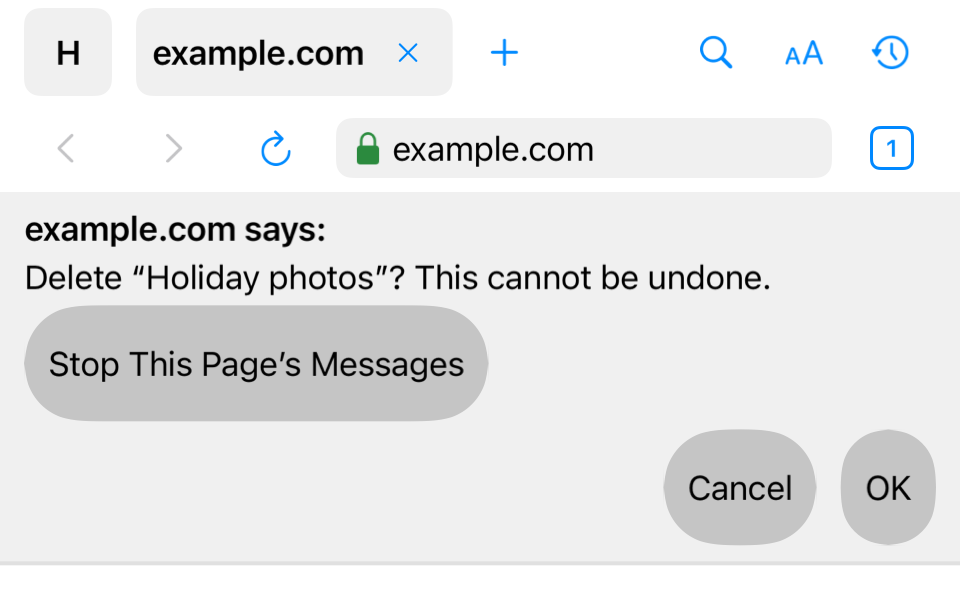 H
example.com
AA
example.com
1
example.com says:
Delete “Holiday photos”? This cannot be undone.
Stop This Page’s Messages
Cancel
OK